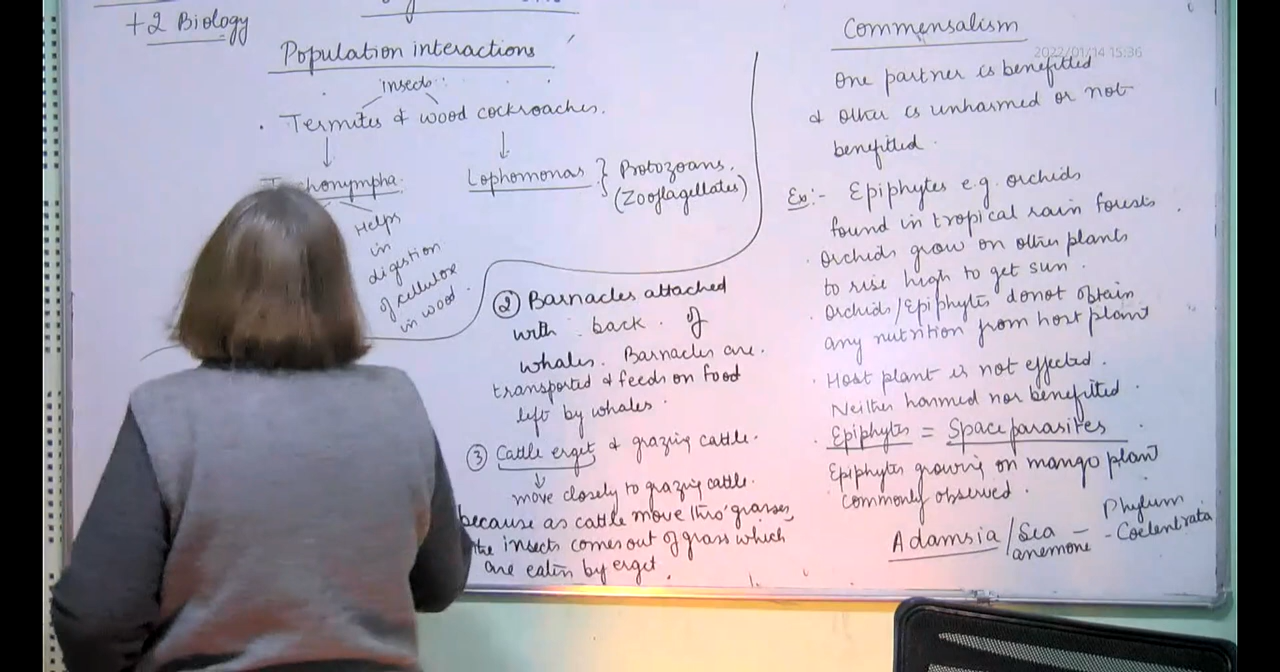 +2 Biology
Population interactions
insects
Termites & wood cockroaches.
Lophomonas } Protozoans.
(Zooflagellates)
Helps
in
digestion
of cellulose
in wood.
② Barnacles attached
with back of
whales. Barnacles are
transported & feeds on food
left by whales.
③ Cattle erget & grazing cattle.
move closely to grazing cattle.
because as cattle move thro' grasses,
the insects comes out of grass which
are eaten by erget.
Commensalism
2022/01/14 15:36
One partner is benefitted
& other is unharmed or not
benefitted.
Ex:- Epiphytes e.g. orchids
found in tropical rain forests
Orchids grow on other plants
to rise high to get sun.
Orchids/Epiphytes donot obtain
any nutrition from host plant
Host plant is not effected.
Neither harmed nor benefitted.
Epiphytes = Space parasites
Epiphytes growing on mango plant
commonly observed.
Adamsia / Sea anemone - Phylum
- Coelentrata